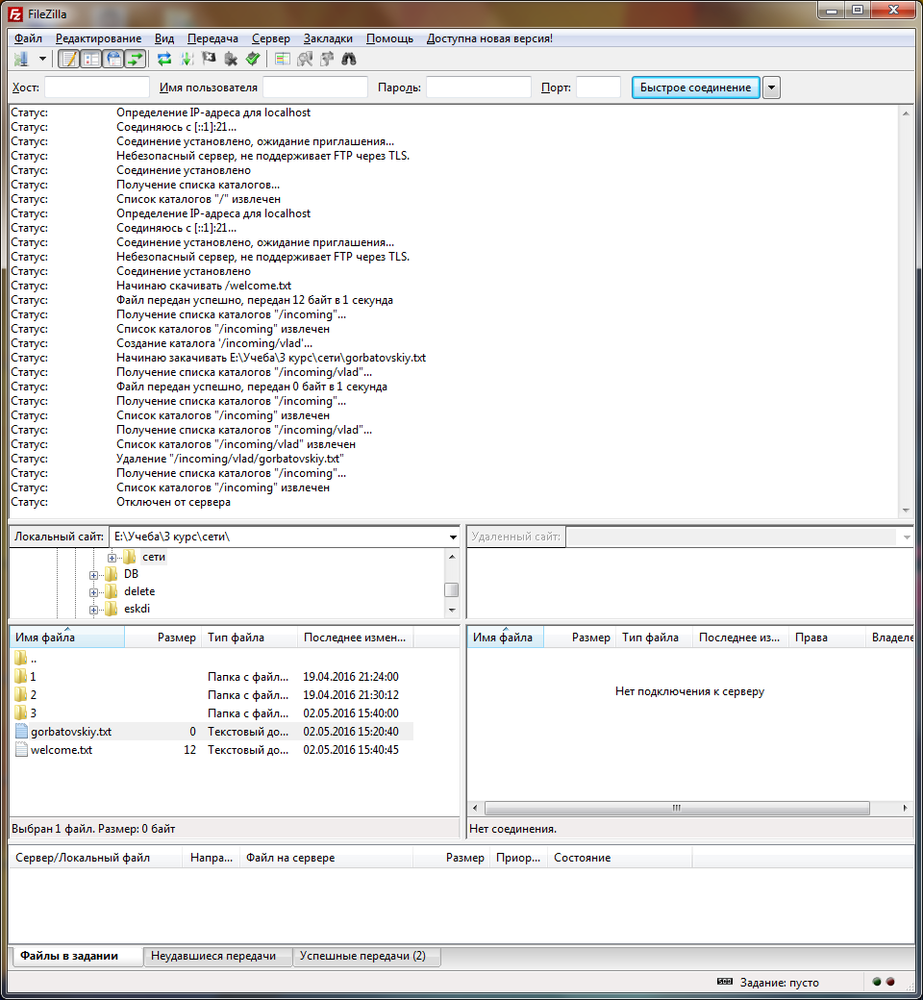 FileZilla
Файл Редактирование Вид Передача Сервер Закладки Помощь Доступна новая версия!
Хост: Имя пользователя Пароль: Порт: Быстрое соединение
Статус: Определение IP-адреса для localhost
Статус: Соединяюсь с [::1]:21...
Статус: Соединение установлено, ожидание приглашения...
Статус: Небезопасный сервер, не поддерживает FTP через TLS.
Статус: Соединение установлено
Статус: Получение списка каталогов...
Статус: Список каталогов "/" извлечен
Статус: Определение IP-адреса для localhost
Статус: Соединяюсь с [::1]:21...
Статус: Соединение установлено, ожидание приглашения...
Статус: Небезопасный сервер, не поддерживает FTP через TLS.
Статус: Соединение установлено
Статус: Начинаю скачивать /welcome.txt
Статус: Файл передан успешно, передан 12 байт в 1 секунда
Статус: Получение списка каталогов "/incoming"...
Статус: Список каталогов "/incoming" извлечен
Статус: Создание каталога '/incoming/vlad'...
Статус: Начинаю закачивать E:\Учеба\3 курс\сети\gorbatovskiy.txt
Статус: Получение списка каталогов "/incoming/vlad"...
Статус: Файл передан успешно, передан 0 байт в 1 секунда
Статус: Получение списка каталогов "/incoming"...
Статус: Список каталогов "/incoming" извлечен
Статус: Получение списка каталогов "/incoming/vlad"...
Статус: Список каталогов "/incoming/vlad" извлечен
Статус: Удаление "/incoming/vlad/gorbatovskiy.txt"
Статус: Получение списка каталогов "/incoming"...
Статус: Список каталогов "/incoming" извлечен
Статус: Отключен от сервера
Локальный сайт: E:\Учеба\3 курс\сети\
сети
DB
delete
eskdi
Имя файла Размер Тип файла Последнее измен...
..
1 Папка с файл... 19.04.2016 21:24:00
2 Папка с файл... 19.04.2016 21:30:12
3 Папка с файл... 02.05.2016 15:40:00
gorbatovskiy.txt 0 Текстовый до... 02.05.2016 15:20:40
welcome.txt 12 Текстовый до... 02.05.2016 15:40:45
Выбран 1 файл. Размер: 0 байт
Удаленный сайт:
Имя файла Размер Тип файла Последнее из... Права Владеле
Нет подключения к серверу
Нет соединения.
Сервер/Локальный файл Напра... Файл на сервере Размер Приор... Состояние
Файлы в задании Неудавшиеся передачи Успешные передачи (2)
Задание: пусто